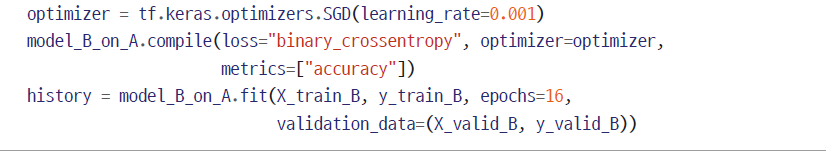 optimizer = tf.keras.optimizers.SGD(learning_rate=0.001)
model_B_on_A.compile(loss="binary_crossentropy", optimizer=optimizer,
                     metrics=["accuracy"])
history = model_B_on_A.fit(X_train_B, y_train_B, epochs=16,
                           validation_data=(X_valid_B, y_valid_B))